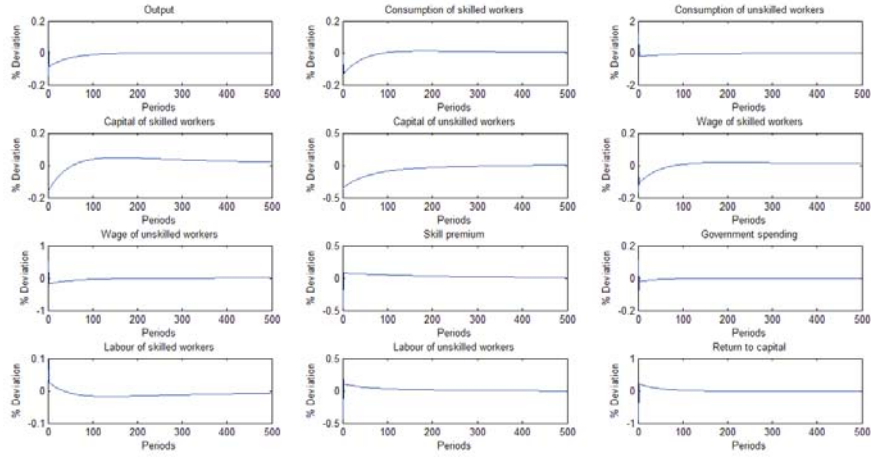 Output
Consumption of skilled workers
Consumption of unskilled workers
% Deviation
0.2
0
-0.2
0 100 200 300 400 500
Periods
% Deviation
0.2
0
-0.2
0 100 200 300 400 500
Periods
% Deviation
2
0
-2
0 100 200 300 400 500
Periods
Capital of skilled workers
Capital of unskilled workers
Wage of skilled workers
% Deviation
0.2
0
-0.2
0 100 200 300 400 500
Periods
% Deviation
0.5
0
-0.5
0 100 200 300 400 500
Periods
% Deviation
0.2
0
-0.2
0 100 200 300 400 500
Periods
Wage of unskilled workers
Skill premium
Government spending
% Deviation
1
0
-1
0 100 200 300 400 500
Periods
% Deviation
0.5
0
-0.5
0 100 200 300 400 500
Periods
% Deviation
0.2
0
-0.2
0 100 200 300 400 500
Periods
Labour of skilled workers
Labour of unskilled workers
Return to capital
% Deviation
0.1
0
-0.1
0 100 200 300 400 500
Periods
% Deviation
0.5
0
-0.5
0 100 200 300 400 500
Periods
% Deviation
1
0
-1
0 100 200 300 400 500
Periods